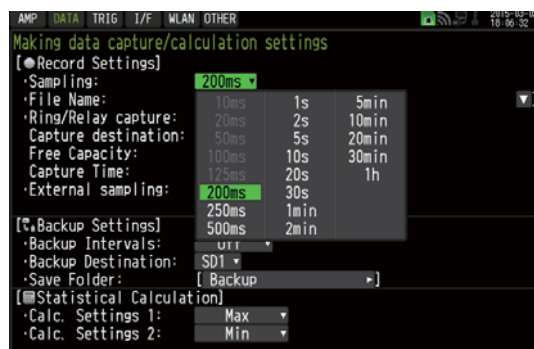 AMP DATA TRIG I/F WLAN OTHER
18:06:32
Making data capture/calculation settings
[●Record Settings]
·Sampling: 200ms ▾
·File Name:
·Ring/Relay capture:
Capture destination:
Free Capacity:
Capture Time:
·External sampling:
10ms 1s 5min
20ms 2s 10min
50ms 5s 20min
100ms 10s 30min
125ms 20s 1h
200ms 30s
250ms 1min
500ms 2min
[Backup Settings]
·Backup Intervals: Off ▾
·Backup Destination: SD1 ▾
·Save Folder: [ Backup ▸]
[Statistical Calculation]
·Calc. Settings 1: Max ▾
·Calc. Settings 2: Min ▾